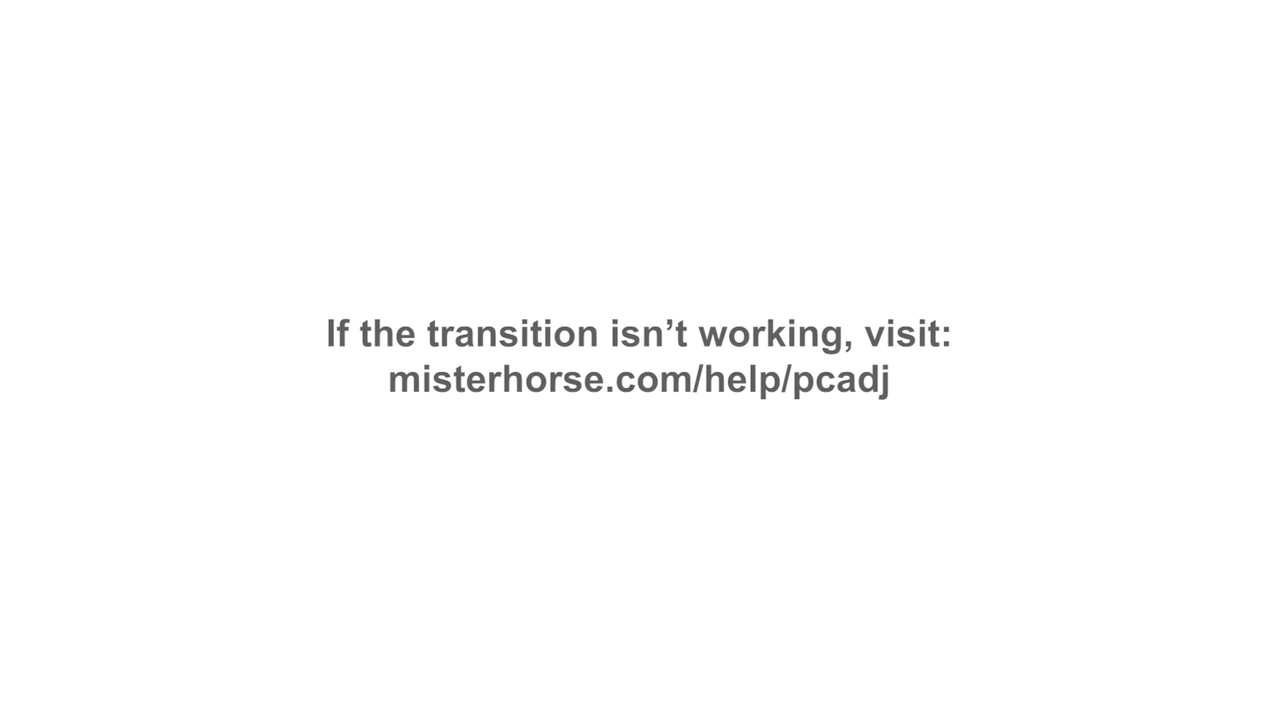 If the transition isn’t working, visit:
misterhorse.com/help/pcadj